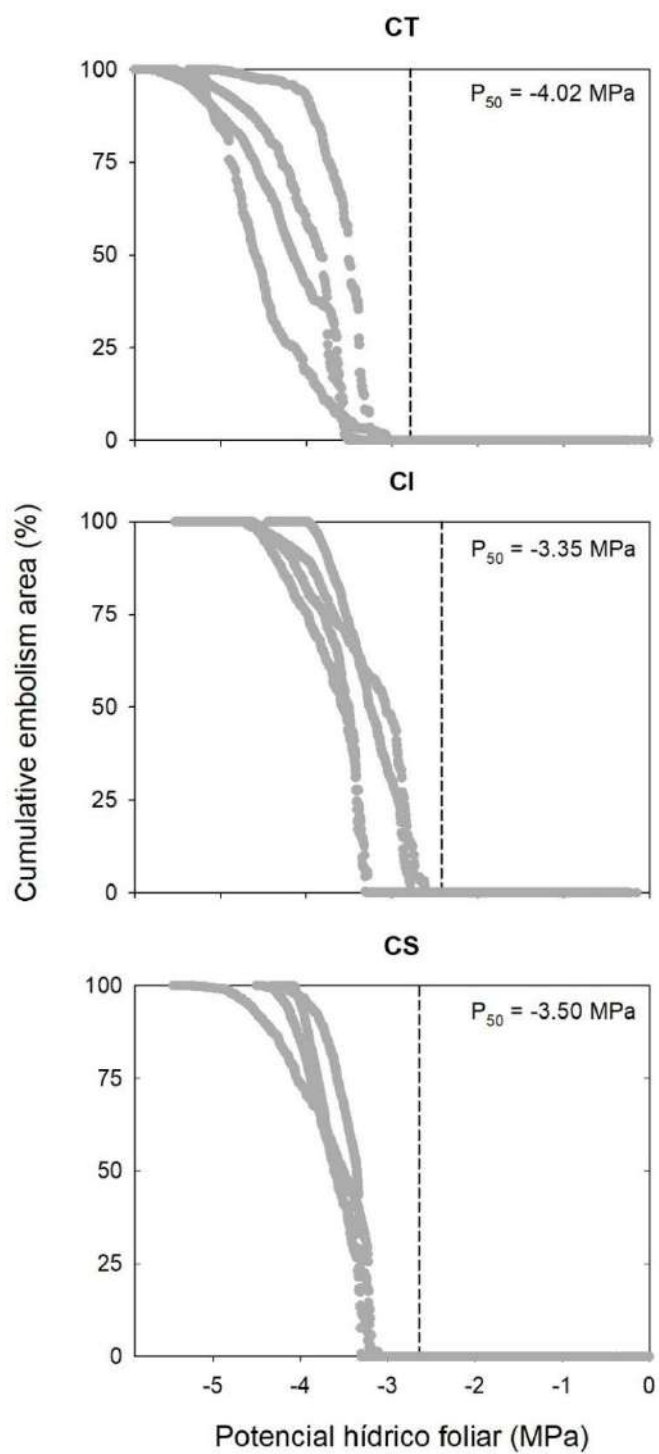 CT
100
75
50
25
0
P₅₀ = -4.02 MPa
CI
100
75
50
25
0
P₅₀ = -3.35 MPa
CS
100
75
50
25
0
P₅₀ = -3.50 MPa
-5 -4 -3 -2 -1 0
Cumulative embolism area (%)
Potencial hídrico foliar (MPa)